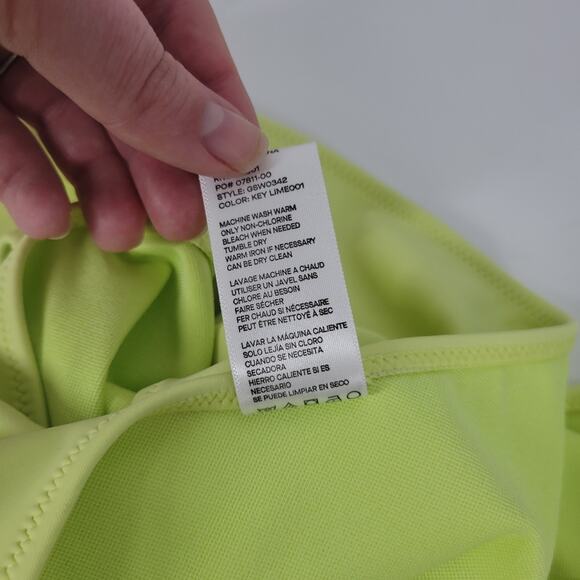 PO# 07811-00
STYLE: GSW0342
COLOR: KEY LIME001
MACHINE WASH WARM
ONLY NON-CHLORINE
BLEACH WHEN NEEDED
TUMBLE DRY
WARM IRON IF NECESSARY
CAN BE DRY CLEAN
LAVAGE MACHINE A CHAUD
UTILISER UN JAVEL SANS
CHLORE AU BESOIN
FAIRE SÉCHER
FER CHAUD SI NÉCESSAIRE
PEUT ÊTRE NETTOYÉ À SEC
LAVAR LA MÁQUINA CALIENTE
SOLO LEJÍA SIN CLORO
CUANDO SE NECESITA
SECADORA
HIERRO CALIENTE SI ES
NECESARIO
SE PUEDE LIMPIAR EN SECO